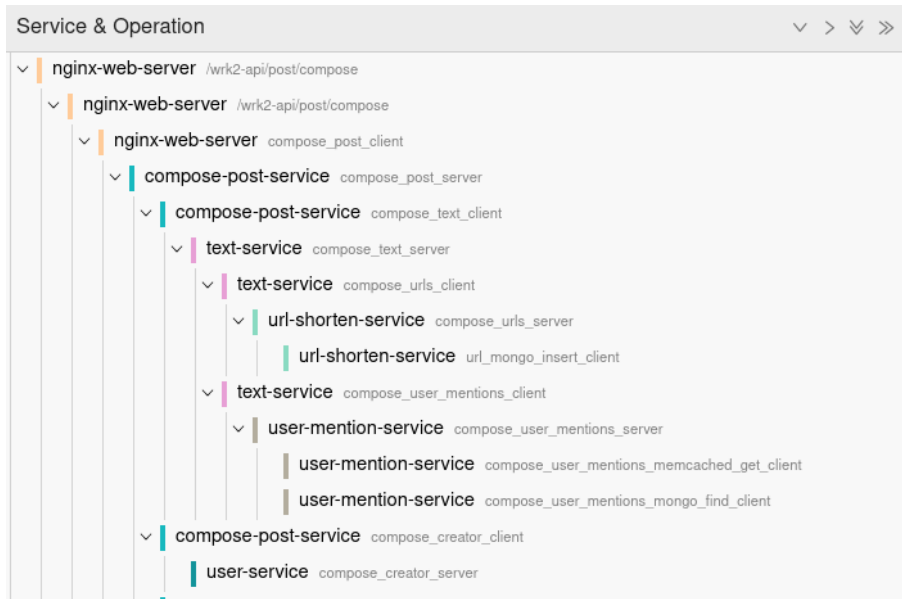 Service & Operation
nginx-web-server /wrk2-api/post/compose
nginx-web-server /wrk2-api/post/compose
nginx-web-server compose_post_client
compose-post-service compose_post_server
compose-post-service compose_text_client
text-service compose_text_server
text-service compose_urls_client
url-shorten-service compose_urls_server
url-shorten-service url_mongo_insert_client
text-service compose_user_mentions_client
user-mention-service compose_user_mentions_server
user-mention-service compose_user_mentions_memcached_get_client
user-mention-service compose_user_mentions_mongo_find_client
compose-post-service compose_creator_client
user-service compose_creator_server